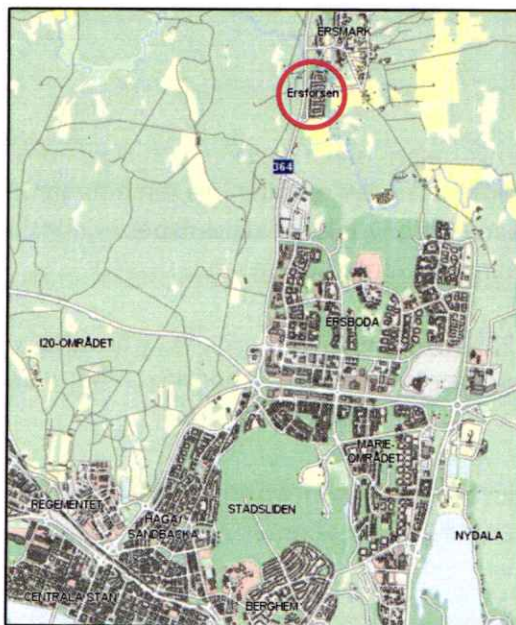 ERSMARK
Ersforsen
364
ERSBODA
I20-OMRÅDET
MARIE-
OMRÅDET
REGEMENTET
HAGA/
SANDBACKA
STADSLIDEN
NYDALA
CENTRALA STAN
BERGHEM